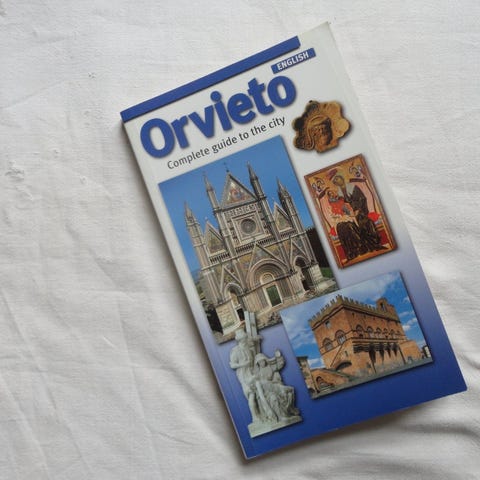 ENGLISH
Orvieto
Complete guide to the city